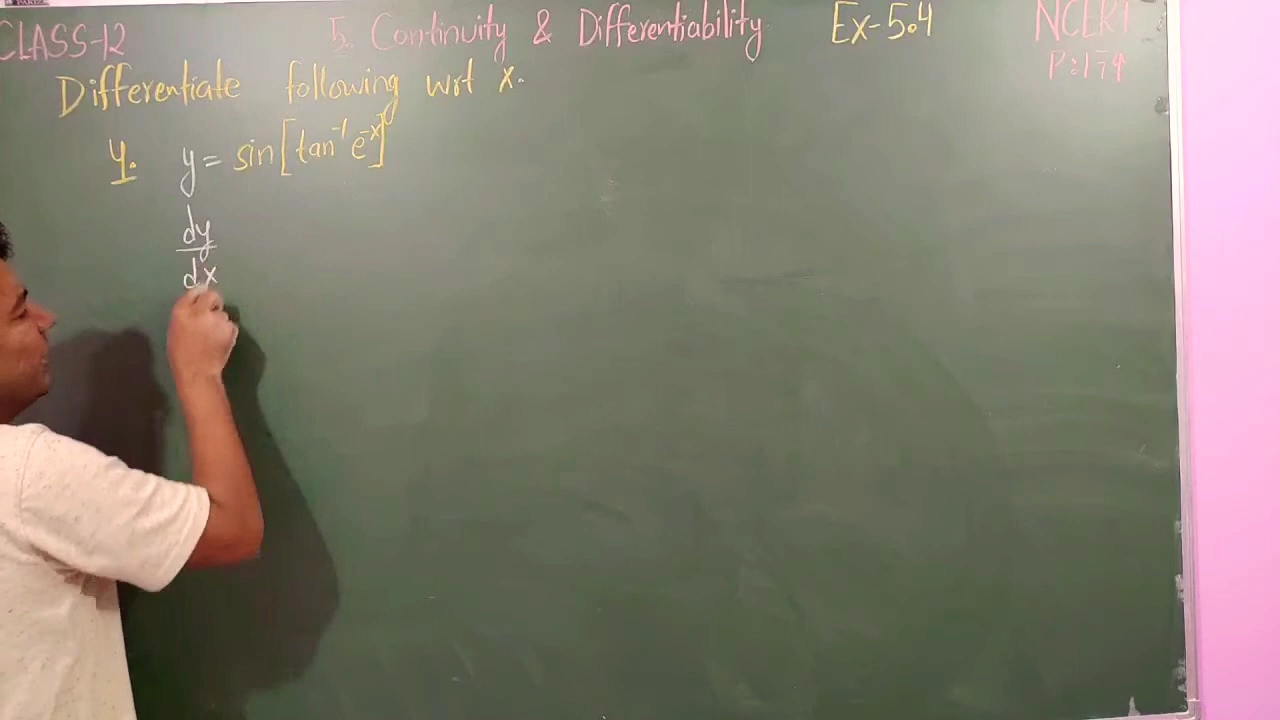 CLASS-12 5. Continuity & Differentiability Ex-5.4 NCERT
P:174
Differentiate following wrt x.
4. y = sin[tan⁻¹ e⁻ˣ]
dy
dx